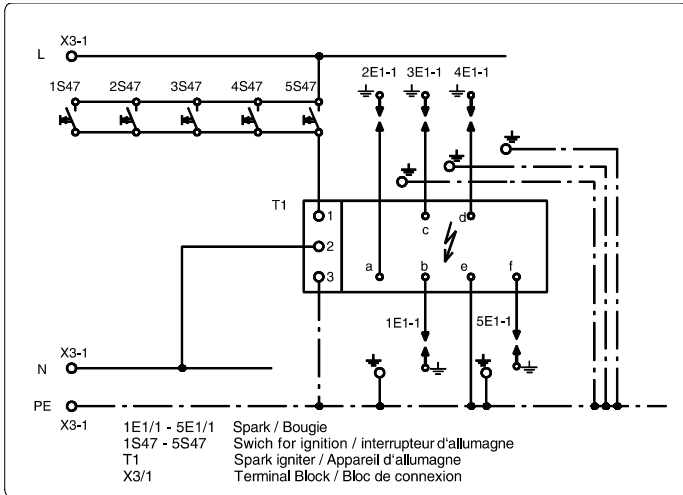 X3-1
L
1S47 2S47 3S47 4S47 5S47
2E1-1 3E1-1 4E1-1
T1
1
2
3
c d
a b e f
1E1-1 5E1-1
X3-1
N
PE
X3-1
1E1/1 - 5E1/1 Spark / Bougie
1S47 - 5S47 Swich for ignition / interrupteur d'allumagne
T1 Spark igniter / Appareil d'allumagne
X3/1 Terminal Block / Bloc de connexion